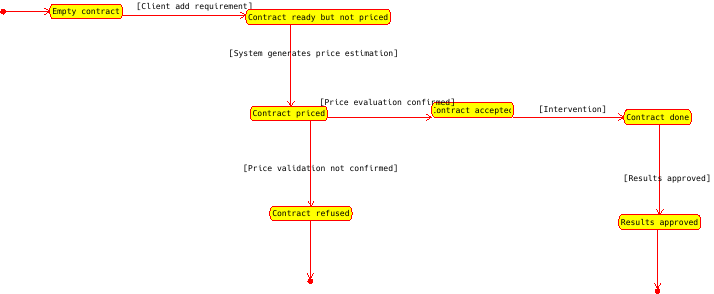 [Client add requirement]
Empty contract
Contract ready but not priced
[System generates price estimation]
[Price evaluation confirmed]
Contract priced
Contract accepted
[Intervention]
Contract done
[Price validation not confirmed]
[Results approved]
Contract refused
Results approved